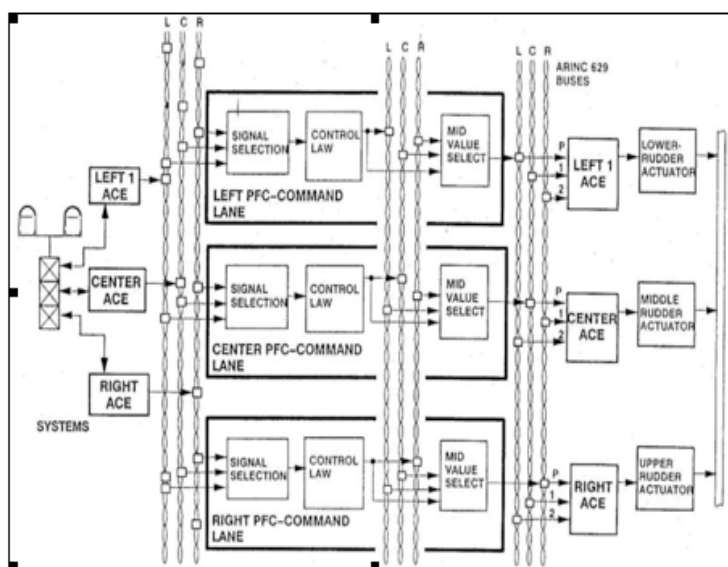 L C R
L C R
L C R
ARINC 629
BUSES
SIGNAL
SELECTION
CONTROL
LAW
MID
VALUE
SELECT
P
1
2
LEFT 1
ACE
LOWER-
RUDDER
ACTUATOR
LEFT 1
ACE
LEFT PFC-COMMAND
LANE
CENTER
ACE
SIGNAL
SELECTION
CONTROL
LAW
MID
VALUE
SELECT
P
1
2
CENTER
ACE
MIDDLE
RUDDER
ACTUATOR
CENTER PFC-COMMAND
LANE
RIGHT
ACE
SYSTEMS
SIGNAL
SELECTION
CONTROL
LAW
MID
VALUE
SELECT
P
1
2
RIGHT
ACE
UPPER
RUDDER
ACTUATOR
RIGHT PFC-COMMAND
LANE